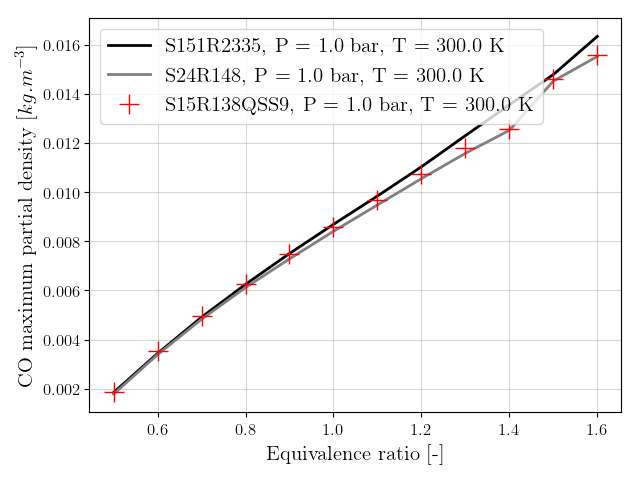 S151R2335, P = 1.0 bar, T = 300.0 K
S24R148, P = 1.0 bar, T = 300.0 K
S15R138QSS9, P = 1.0 bar, T = 300.0 K
CO maximum partial density [kg.m⁻³]
0.016
0.014
0.012
0.010
0.008
0.006
0.004
0.002
0.6 0.8 1.0 1.2 1.4 1.6
Equivalence ratio [-]